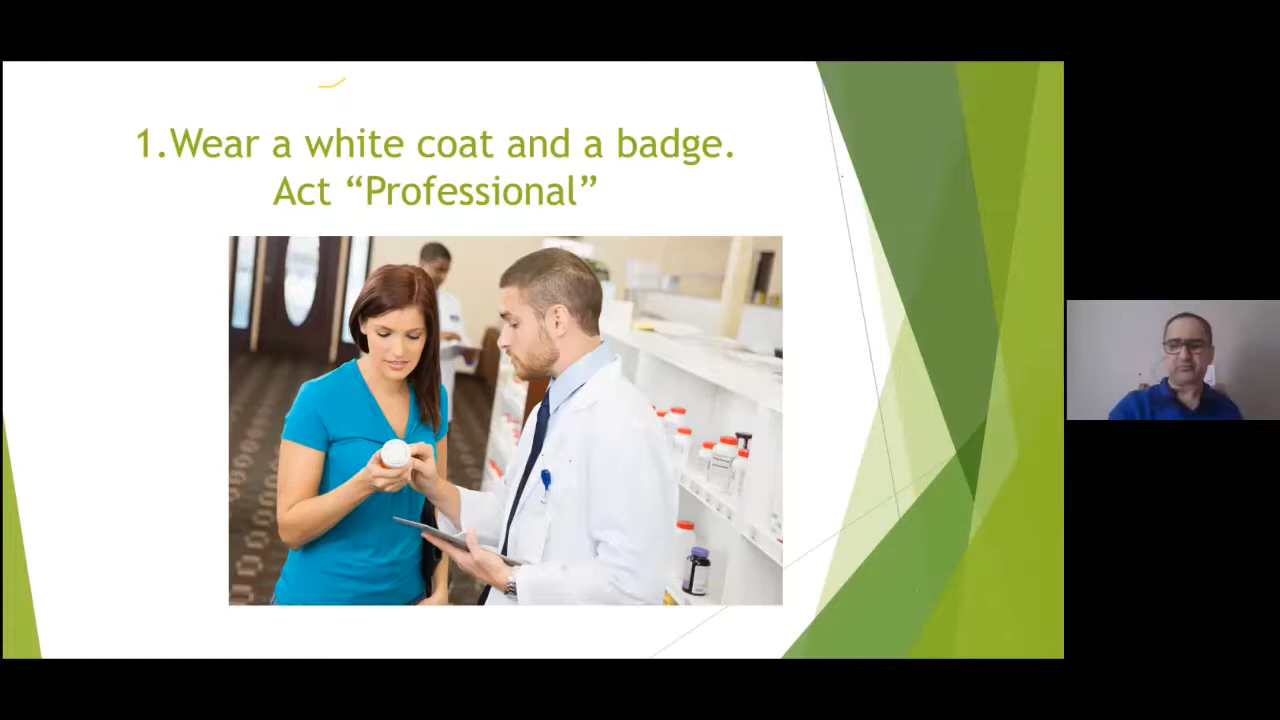 1.Wear a white coat and a badge.
Act “Professional”